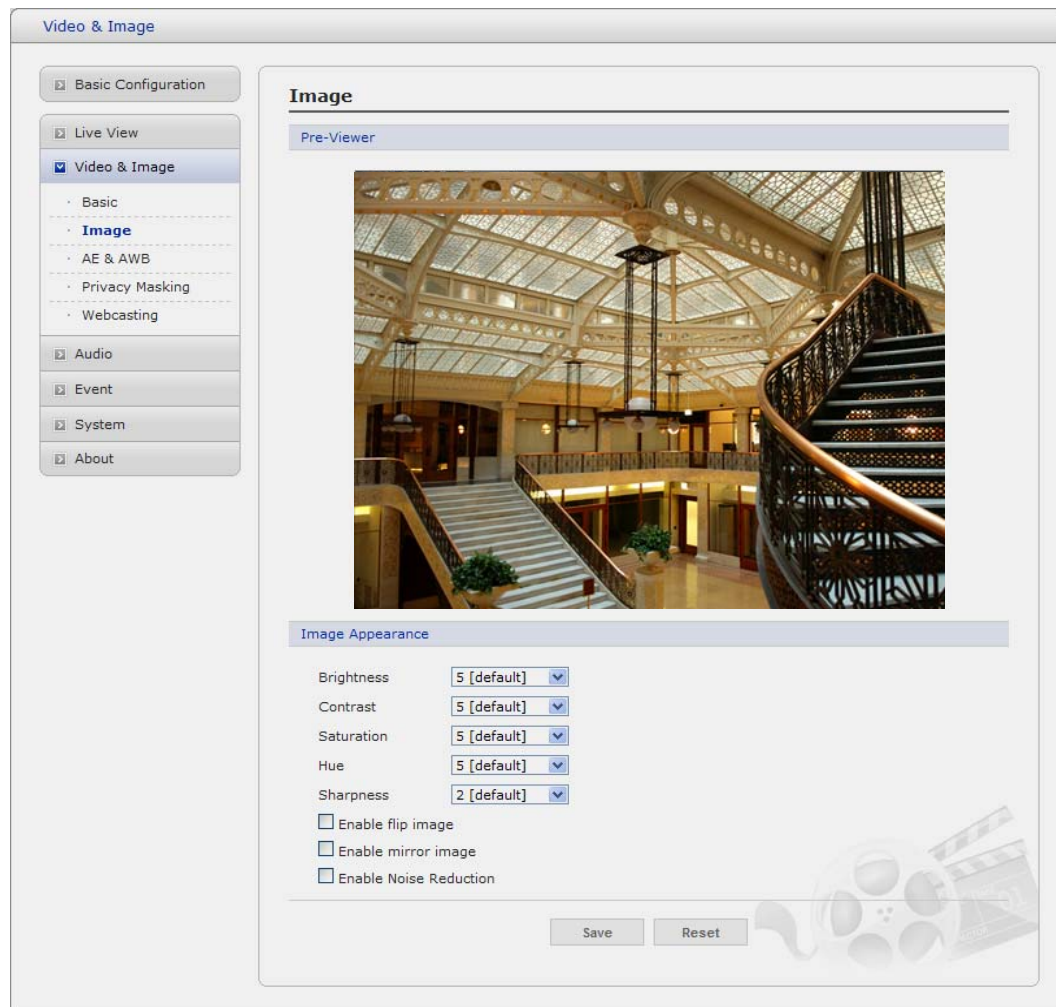 Video & Image
Basic Configuration
Live View
Video & Image
Basic
Image
AE & AWB
Privacy Masking
Webcasting
Audio
Event
System
About
Image
Pre-Viewer
Image Appearance
Brightness 5 [default]
Contrast 5 [default]
Saturation 5 [default]
Hue 5 [default]
Sharpness 2 [default]
Enable flip image
Enable mirror image
Enable Noise Reduction
Save Reset